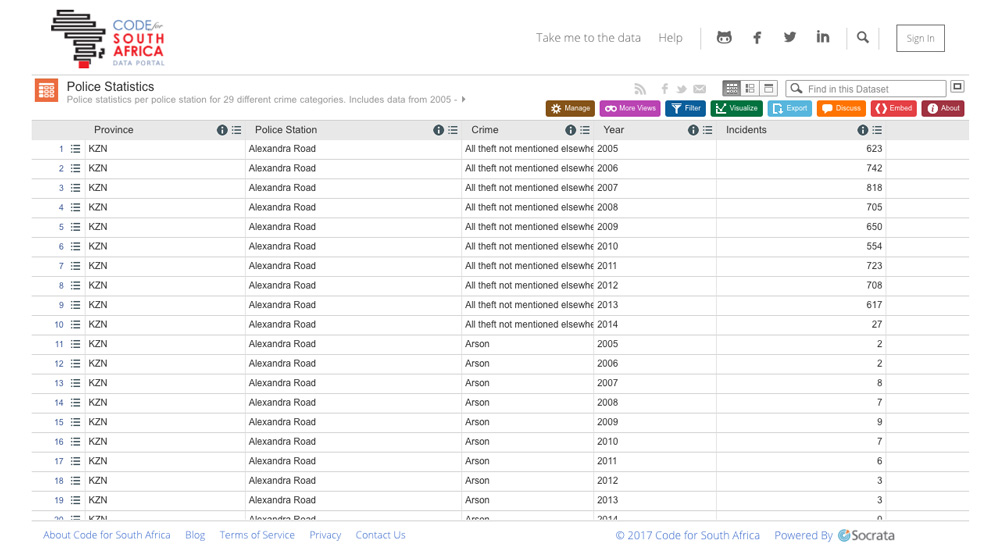 CODE for
SOUTH
AFRICA
DATA PORTAL
Take me to the data Help Sign In
Police Statistics
Police statistics per police station for 29 different crime categories. Includes data from 2005 -
Find in this Dataset
Manage More Views Filter Visualize Export Discuss Embed About
Province Police Station Crime Year Incidents
1 KZN Alexandra Road All theft not mentioned elsewhe 2005 623
2 KZN Alexandra Road All theft not mentioned elsewhe 2006 742
3 KZN Alexandra Road All theft not mentioned elsewhe 2007 818
4 KZN Alexandra Road All theft not mentioned elsewhe 2008 705
5 KZN Alexandra Road All theft not mentioned elsewhe 2009 650
6 KZN Alexandra Road All theft not mentioned elsewhe 2010 554
7 KZN Alexandra Road All theft not mentioned elsewhe 2011 723
8 KZN Alexandra Road All theft not mentioned elsewhe 2012 708
9 KZN Alexandra Road All theft not mentioned elsewhe 2013 617
10 KZN Alexandra Road All theft not mentioned elsewhe 2014 27
11 KZN Alexandra Road Arson 2005 2
12 KZN Alexandra Road Arson 2006 2
13 KZN Alexandra Road Arson 2007 8
14 KZN Alexandra Road Arson 2008 7
15 KZN Alexandra Road Arson 2009 9
16 KZN Alexandra Road Arson 2010 7
17 KZN Alexandra Road Arson 2011 6
18 KZN Alexandra Road Arson 2012 3
19 KZN Alexandra Road Arson 2013 3
20 KZN Alexandra Road Arson 2014 0
About Code for South Africa Blog Terms of Service Privacy Contact Us © 2017 Code for South Africa Powered By Socrata